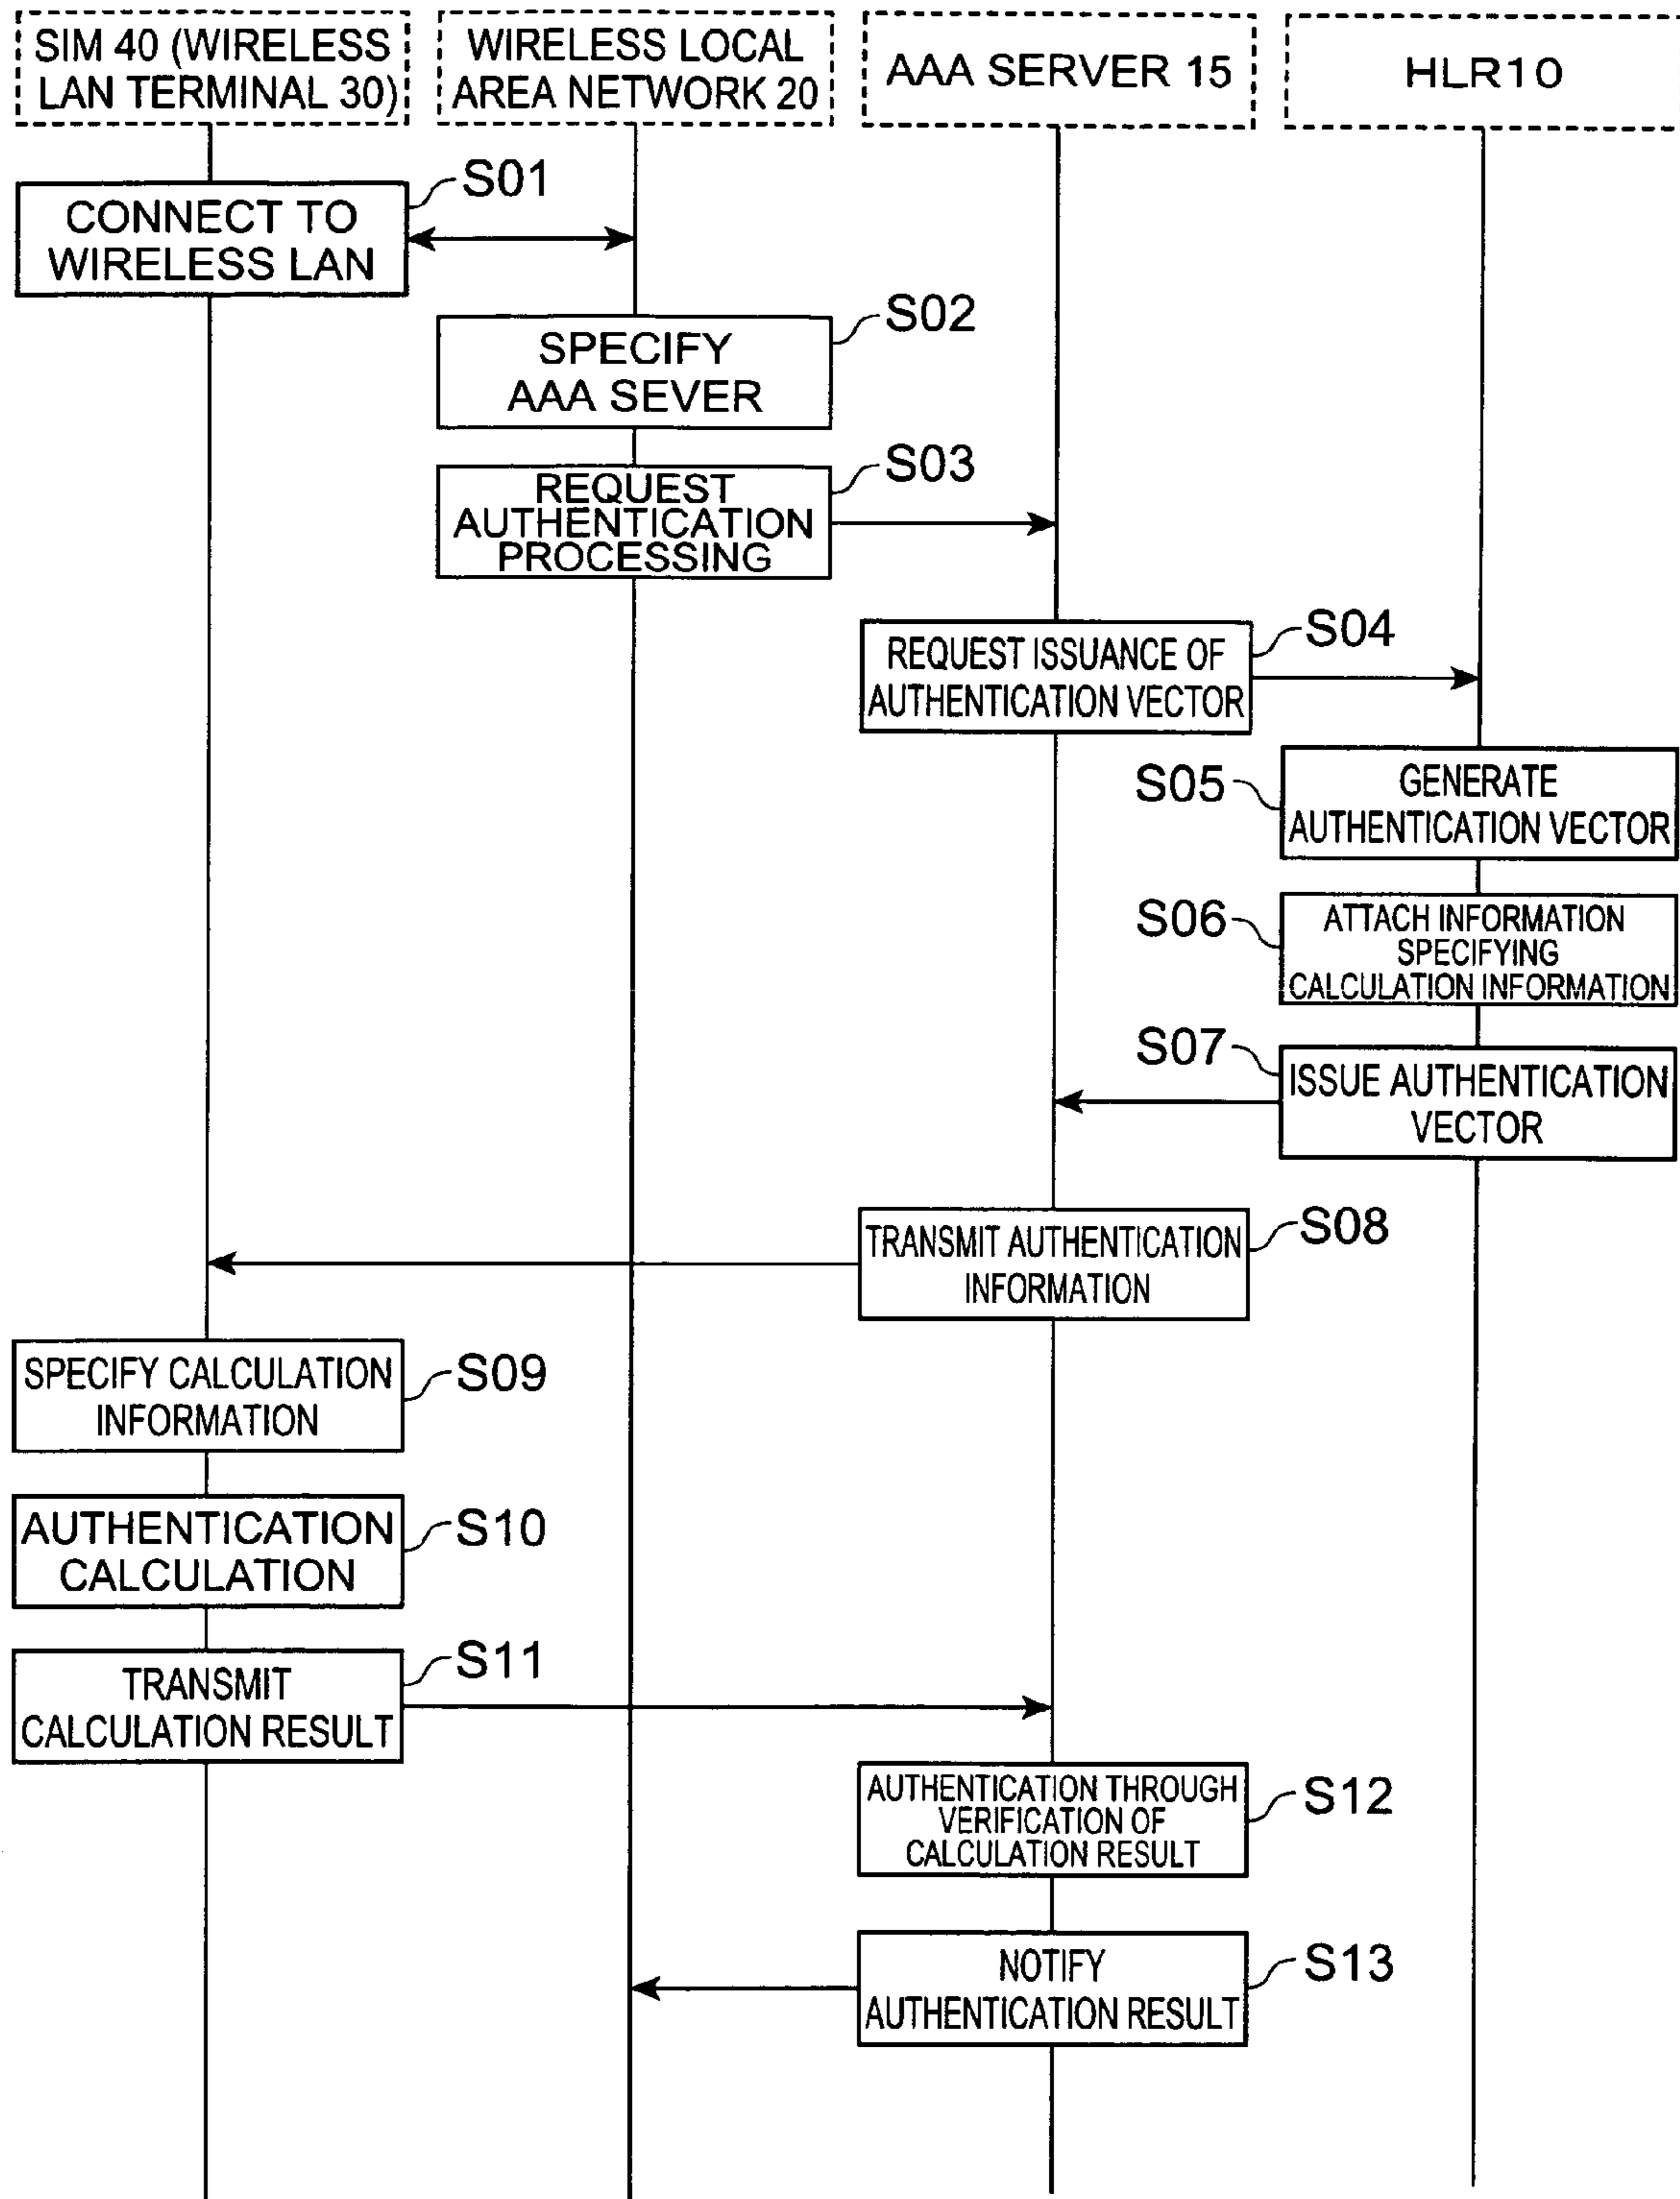 SIM 40 (WIRELESS
LAN TERMINAL 30)
WIRELESS LOCAL
AREA NETWORK 20
AAA SERVER 15
HLR10
S01
CONNECT TO
WIRELESS LAN
S02
SPECIFY
AAA SEVER
S03
REQUEST
AUTHENTICATION
PROCESSING
S04
REQUEST ISSUANCE OF
AUTHENTICATION VECTOR
S05
GENERATE
AUTHENTICATION VECTOR
S06
ATTACH INFORMATION
SPECIFYING
CALCULATION INFORMATION
S07
ISSUE AUTHENTICATION
VECTOR
S08
TRANSMIT AUTHENTICATION
INFORMATION
S09
SPECIFY CALCULATION
INFORMATION
S10
AUTHENTICATION
CALCULATION
S11
TRANSMIT
CALCULATION RESULT
S12
AUTHENTICATION THROUGH
VERIFICATION OF
CALCULATION RESULT
S13
NOTIFY
AUTHENTICATION RESULT